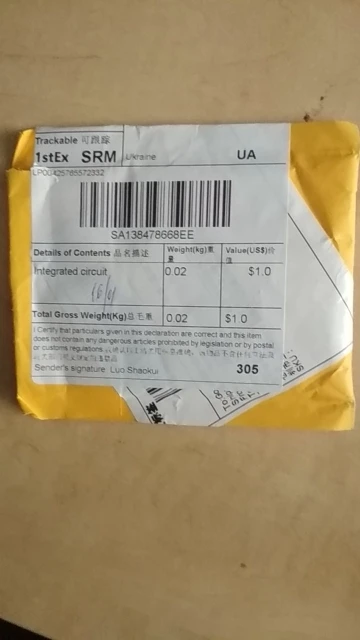 Trackable 可跟踪
1stEx SRM Ukraine UA
LP00425765572332
SA138478668EE
Details of Contents 品名描述 Weight(kg)重量 Value(US$)价值
Integrated circuit 0.02 $1.0
Total Gross Weight(Kg)总毛重 0.02 $1.0
I Certify that particulars given in this declaration are correct and this item
does not contain any dangerous articles prohibited by legislation or by postal
or customs regulations.
Sender's signature: Luo Shaokui 305
SKU: